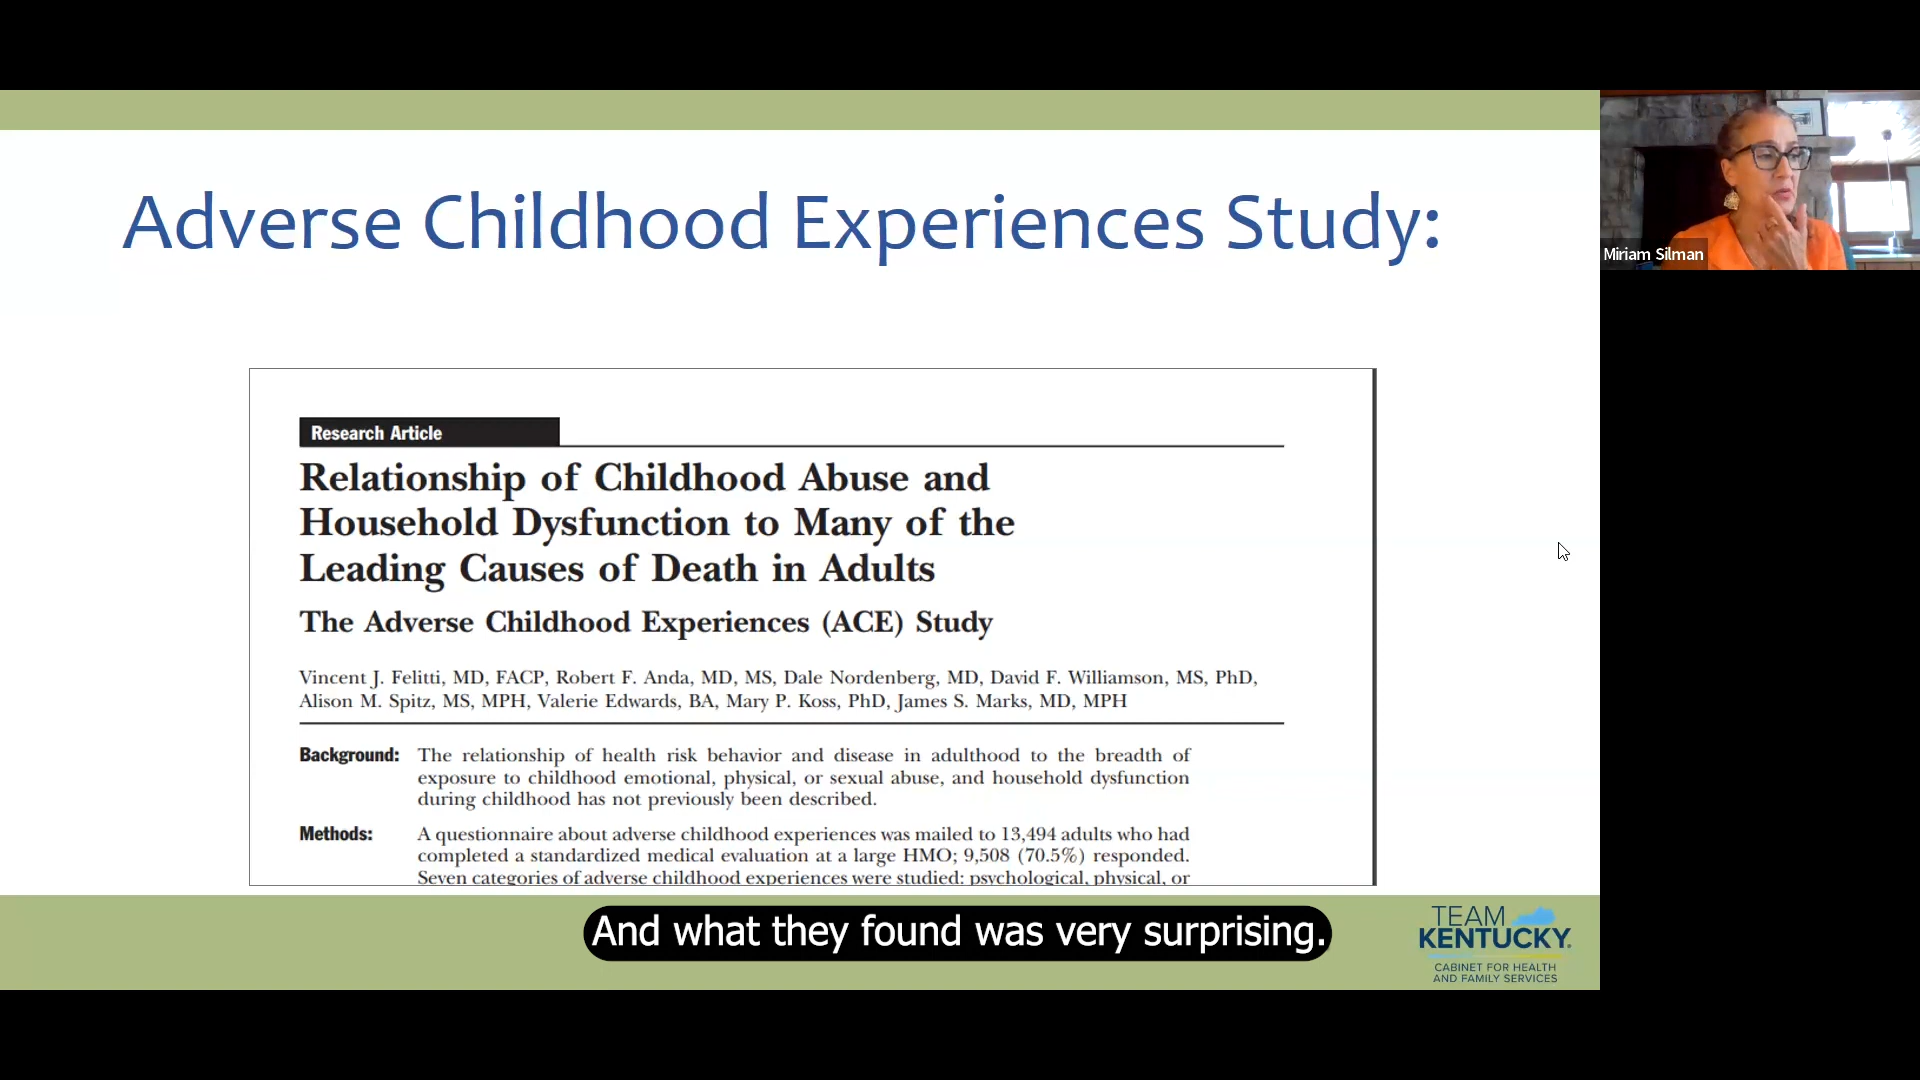 Adverse Childhood Experiences Study:
Miriam Silman
Research Article
Relationship of Childhood Abuse and
Household Dysfunction to Many of the
Leading Causes of Death in Adults
The Adverse Childhood Experiences (ACE) Study
Vincent J. Felitti, MD, FACP, Robert F. Anda, MD, MS, Dale Nordenberg, MD, David F. Williamson, MS, PhD,
Alison M. Spitz, MS, MPH, Valerie Edwards, BA, Mary P. Koss, PhD, James S. Marks, MD, MPH
Background: The relationship of health risk behavior and disease in adulthood to the breadth of
exposure to childhood emotional, physical, or sexual abuse, and household dysfunction
during childhood has not previously been described.
Methods: A questionnaire about adverse childhood experiences was mailed to 13,494 adults who had
completed a standardized medical evaluation at a large HMO; 9,508 (70.5%) responded.
Seven categories of adverse childhood experiences were studied: psychological, physical, or
And what they found was very surprising.
TEAM
KENTUCKY.
CABINET FOR HEALTH
AND FAMILY SERVICES